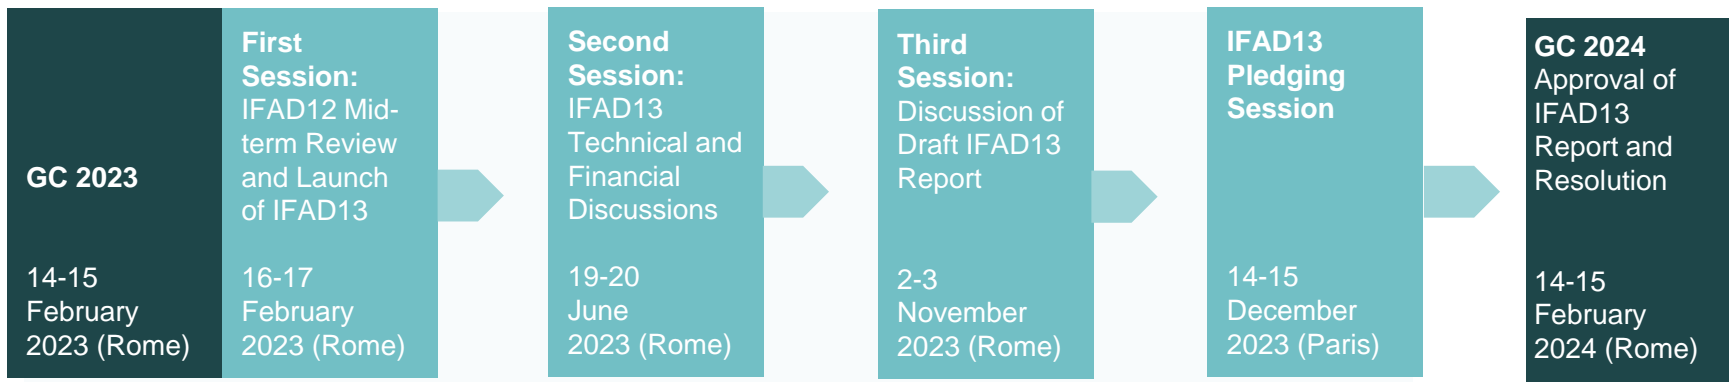 GC 2023
14-15
February
2023 (Rome)
First
Session:
IFAD12 Mid-
term Review
and Launch
of IFAD13
16-17
February
2023 (Rome)
Second
Session:
IFAD13
Technical and
Financial
Discussions
19-20
June
2023 (Rome)
Third
Session:
Discussion of
Draft IFAD13
Report
2-3
November
2023 (Rome)
IFAD13
Pledging
Session
14-15
December
2023 (Paris)
GC 2024
Approval of
IFAD13
Report and
Resolution
14-15
February
2024 (Rome)